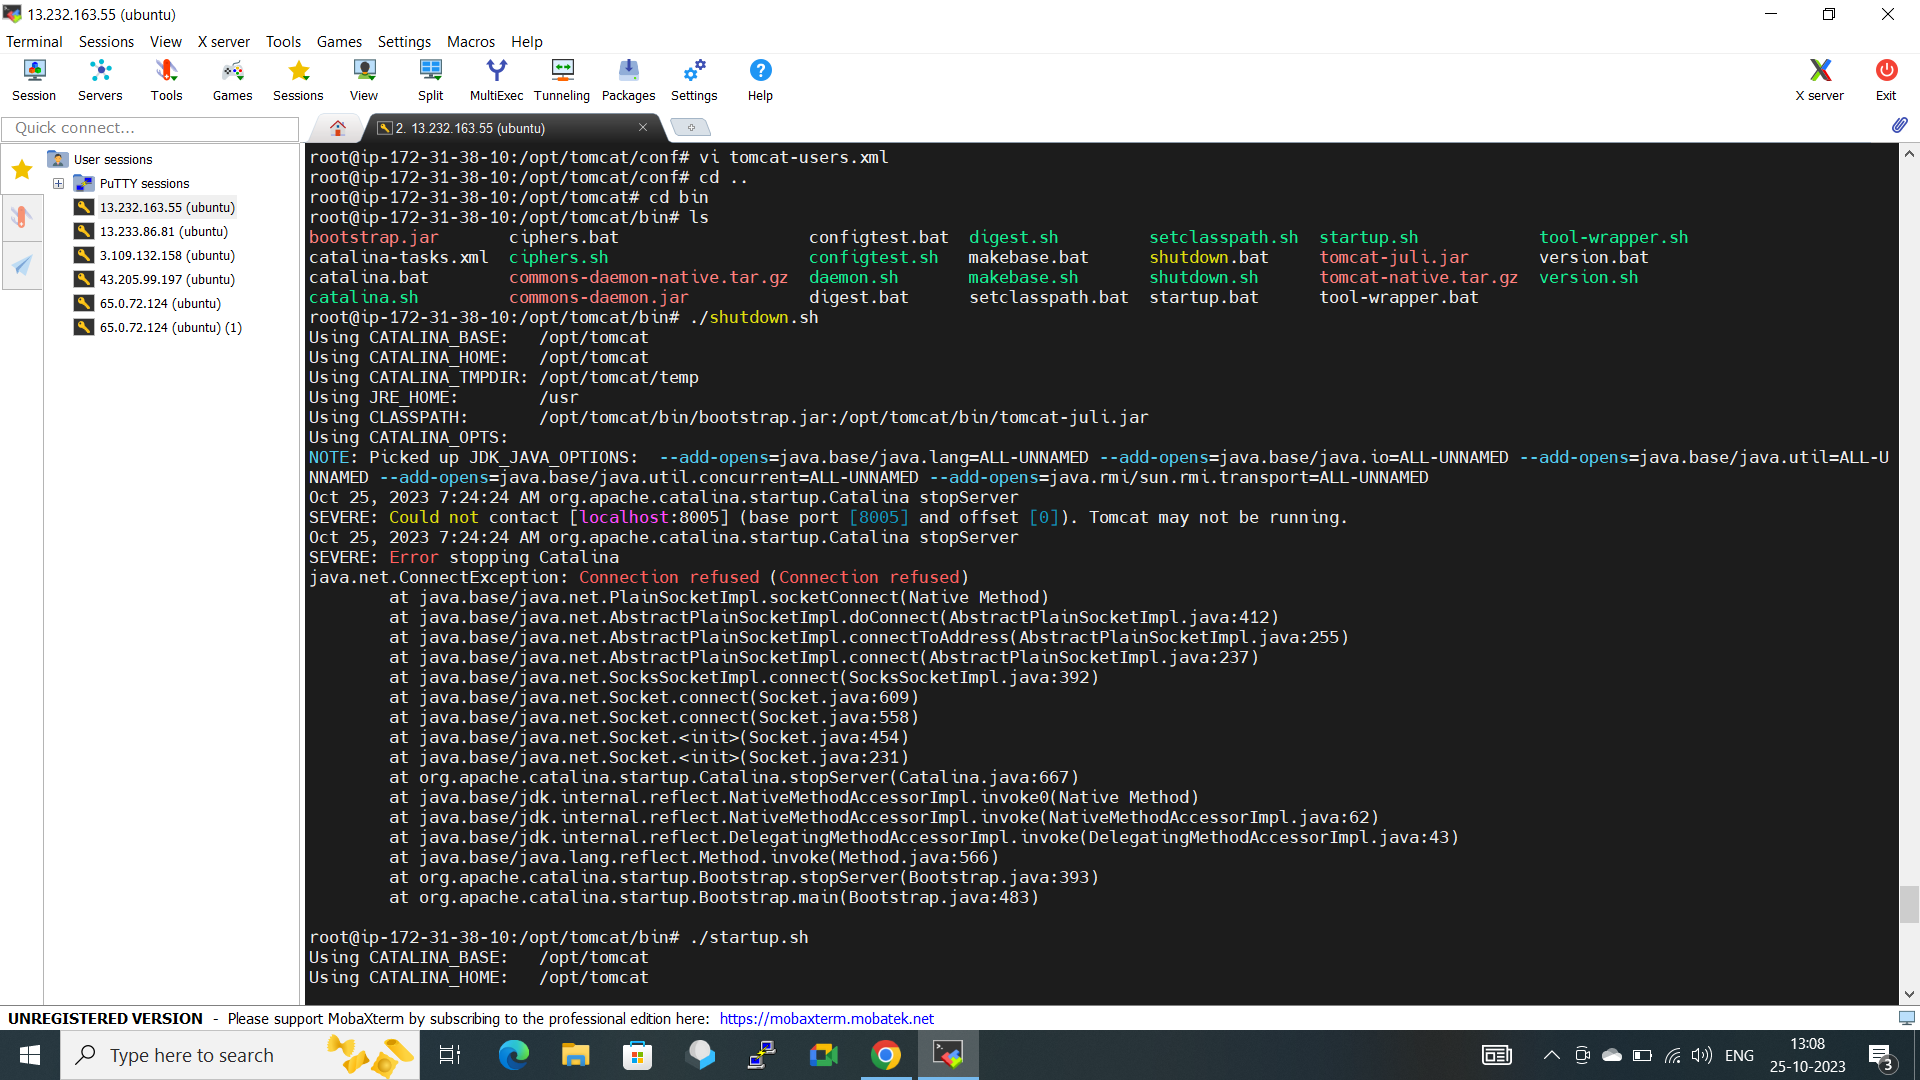 13.232.163.55 (ubuntu)
Terminal Sessions View X server Tools Games Settings Macros Help
Session Servers Tools Games Sessions View Split MultiExec Tunneling Packages Settings Help X server Exit
Quick connect...
2. 13.232.163.55 (ubuntu)
User sessions
PuTTY sessions
13.232.163.55 (ubuntu)
13.233.86.81 (ubuntu)
3.109.132.158 (ubuntu)
43.205.99.197 (ubuntu)
65.0.72.124 (ubuntu)
65.0.72.124 (ubuntu) (1)
root@ip-172-31-38-10:/opt/tomcat/conf# vi tomcat-users.xml
root@ip-172-31-38-10:/opt/tomcat/conf# cd ..
root@ip-172-31-38-10:/opt/tomcat# cd bin
root@ip-172-31-38-10:/opt/tomcat/bin# ls
bootstrap.jar ciphers.bat configtest.bat digest.sh setclasspath.sh startup.sh tool-wrapper.sh
catalina-tasks.xml ciphers.sh configtest.sh makebase.bat shutdown.bat tomcat-juli.jar version.bat
catalina.bat commons-daemon-native.tar.gz daemon.sh makebase.sh shutdown.sh tomcat-native.tar.gz version.sh
catalina.sh commons-daemon.jar digest.bat setclasspath.bat startup.bat tool-wrapper.bat
root@ip-172-31-38-10:/opt/tomcat/bin# ./shutdown.sh
Using CATALINA_BASE:   /opt/tomcat
Using CATALINA_HOME:   /opt/tomcat
Using CATALINA_TMPDIR: /opt/tomcat/temp
Using JRE_HOME:        /usr
Using CLASSPATH:       /opt/tomcat/bin/bootstrap.jar:/opt/tomcat/bin/tomcat-juli.jar
Using CATALINA_OPTS:
NOTE: Picked up JDK_JAVA_OPTIONS:  --add-opens=java.base/java.lang=ALL-UNNAMED --add-opens=java.base/java.io=ALL-UNNAMED --add-opens=java.base/java.util=ALL-U
NNAMED --add-opens=java.base/java.util.concurrent=ALL-UNNAMED --add-opens=java.rmi/sun.rmi.transport=ALL-UNNAMED
Oct 25, 2023 7:24:24 AM org.apache.catalina.startup.Catalina stopServer
SEVERE: Could not contact [localhost:8005] (base port [8005] and offset [0]). Tomcat may not be running.
Oct 25, 2023 7:24:24 AM org.apache.catalina.startup.Catalina stopServer
SEVERE: Error stopping Catalina
java.net.ConnectException: Connection refused (Connection refused)
at java.base/java.net.PlainSocketImpl.socketConnect(Native Method)
at java.base/java.net.AbstractPlainSocketImpl.doConnect(AbstractPlainSocketImpl.java:412)
at java.base/java.net.AbstractPlainSocketImpl.connectToAddress(AbstractPlainSocketImpl.java:255)
at java.base/java.net.AbstractPlainSocketImpl.connect(AbstractPlainSocketImpl.java:237)
at java.base/java.net.SocksSocketImpl.connect(SocksSocketImpl.java:392)
at java.base/java.net.Socket.connect(Socket.java:609)
at java.base/java.net.Socket.connect(Socket.java:558)
at java.base/java.net.Socket.<init>(Socket.java:454)
at java.base/java.net.Socket.<init>(Socket.java:231)
at org.apache.catalina.startup.Catalina.stopServer(Catalina.java:667)
at java.base/jdk.internal.reflect.NativeMethodAccessorImpl.invoke0(Native Method)
at java.base/jdk.internal.reflect.NativeMethodAccessorImpl.invoke(NativeMethodAccessorImpl.java:62)
at java.base/jdk.internal.reflect.DelegatingMethodAccessorImpl.invoke(DelegatingMethodAccessorImpl.java:43)
at java.base/java.lang.reflect.Method.invoke(Method.java:566)
at org.apache.catalina.startup.Bootstrap.stopServer(Bootstrap.java:393)
at org.apache.catalina.startup.Bootstrap.main(Bootstrap.java:483)
root@ip-172-31-38-10:/opt/tomcat/bin# ./startup.sh
Using CATALINA_BASE:   /opt/tomcat
Using CATALINA_HOME:   /opt/tomcat
UNREGISTERED VERSION - Please support MobaXterm by subscribing to the professional edition here: https://mobaxterm.mobatek.net
Type here to search
ENG
13:08
25-10-2023
3